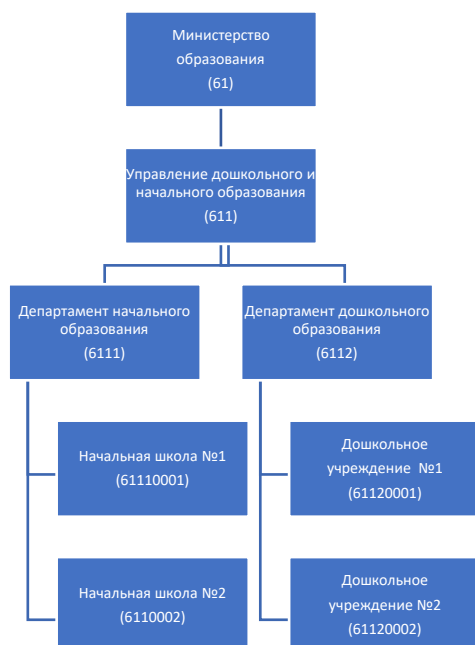 Министерство
образования
(61)
Управление дошкольного и
начального образования
(611)
Департамент начального
образования
(6111)
Департамент дошкольного
образования
(6112)
Начальная школа №1
(61110001)
Начальная школа №2
(6110002)
Дошкольное
учреждение №1
(61120001)
Дошкольное
учреждение №2
(61120002)